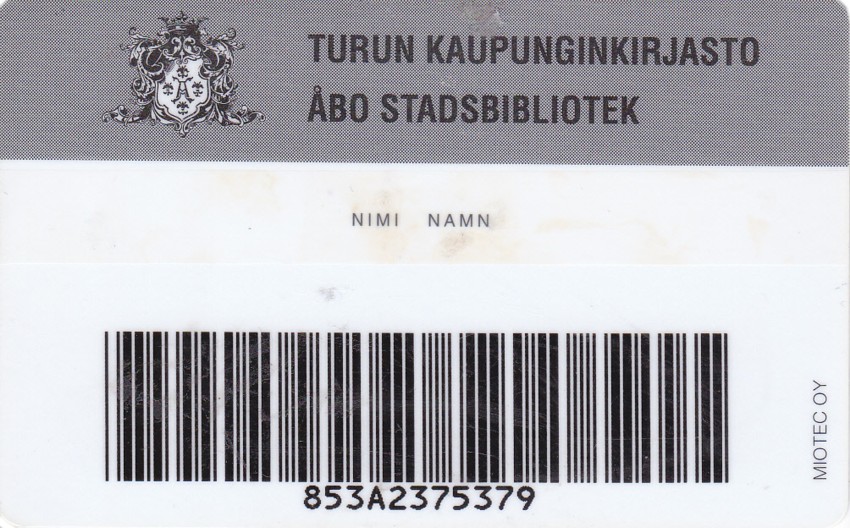 TURUN KAUPUNGINKIRJASTO
ÅBO STADSBIBLIOTEK
A
NIMI NAMN
853A2375379
MIOTEC OY